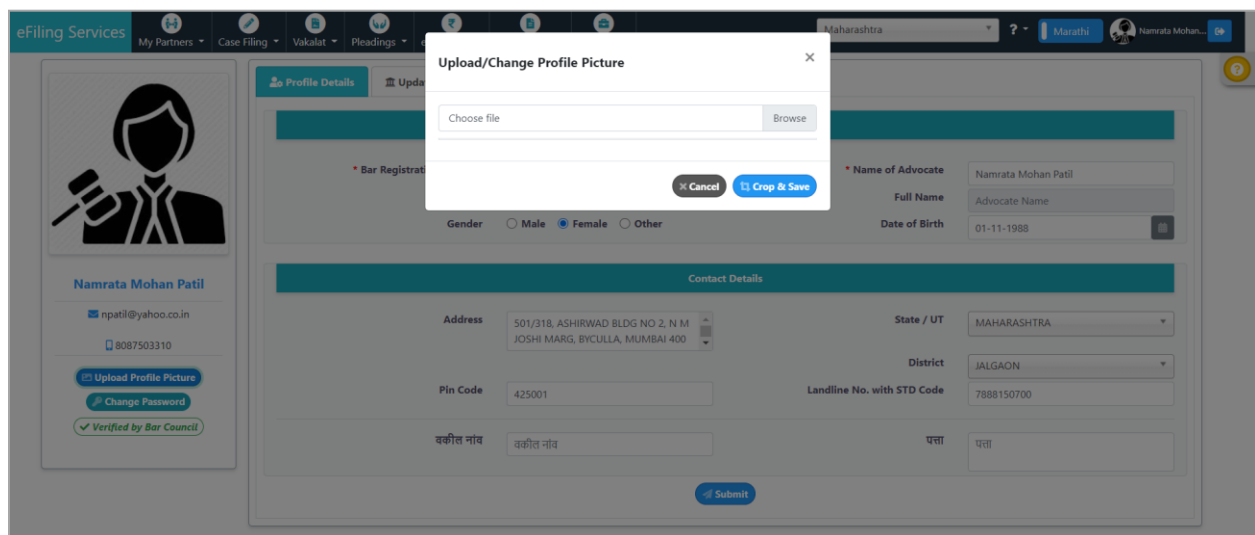 eFiling Services
My Partners
Case Filing
Vakalat
Pleadings
e
Maharashtra
?
Marathi
Namrata Mohan...
Upload/Change Profile Picture
×
Choose file
Browse
× Cancel
Crop & Save
Profile Details
Upda
* Bar Registrati
* Name of Advocate
Namrata Mohan Patil
Full Name
Advocate Name
Gender
Male
Female
Other
Date of Birth
01-11-1988
Namrata Mohan Patil
npatil@yahoo.co.in
8087503310
Upload Profile Picture
Change Password
Verified by Bar Council
Contact Details
Address
501/318, ASHIRWAD BLDG NO 2, N M
JOSHI MARG, BYCULLA, MUMBAI 400
State / UT
MAHARASHTRA
District
JALGAON
Pin Code
425001
Landline No. with STD Code
7888150700
वकील नांव
वकील नांव
पत्ता
पत्ता
Submit